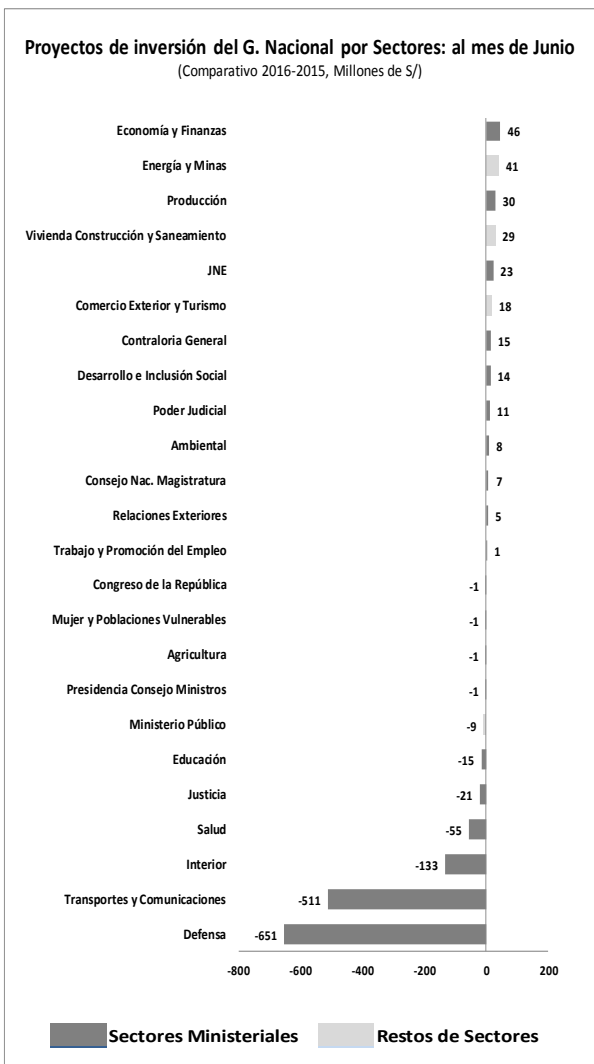 Proyectos de inversión del G. Nacional por Sectores: al mes de Junio
(Comparativo 2016-2015, Millones de S/)
Economía y Finanzas 46
Energía y Minas 41
Producción 30
Vivienda Construcción y Saneamiento 29
JNE 23
Comercio Exterior y Turismo 18
Contraloria General 15
Desarrollo e Inclusión Social 14
Poder Judicial 11
Ambiental 8
Consejo Nac. Magistratura 7
Relaciones Exteriores 5
Trabajo y Promoción del Empleo 1
Congreso de la República -1
Mujer y Poblaciones Vulnerables -1
Agricultura -1
Presidencia Consejo Ministros -1
Ministerio Público -9
Educación -15
Justicia -21
Salud -55
Interior -133
Transportes y Comunicaciones -511
Defensa -651
-800 -600 -400 -200 0 200
Sectores Ministeriales Restos de Sectores